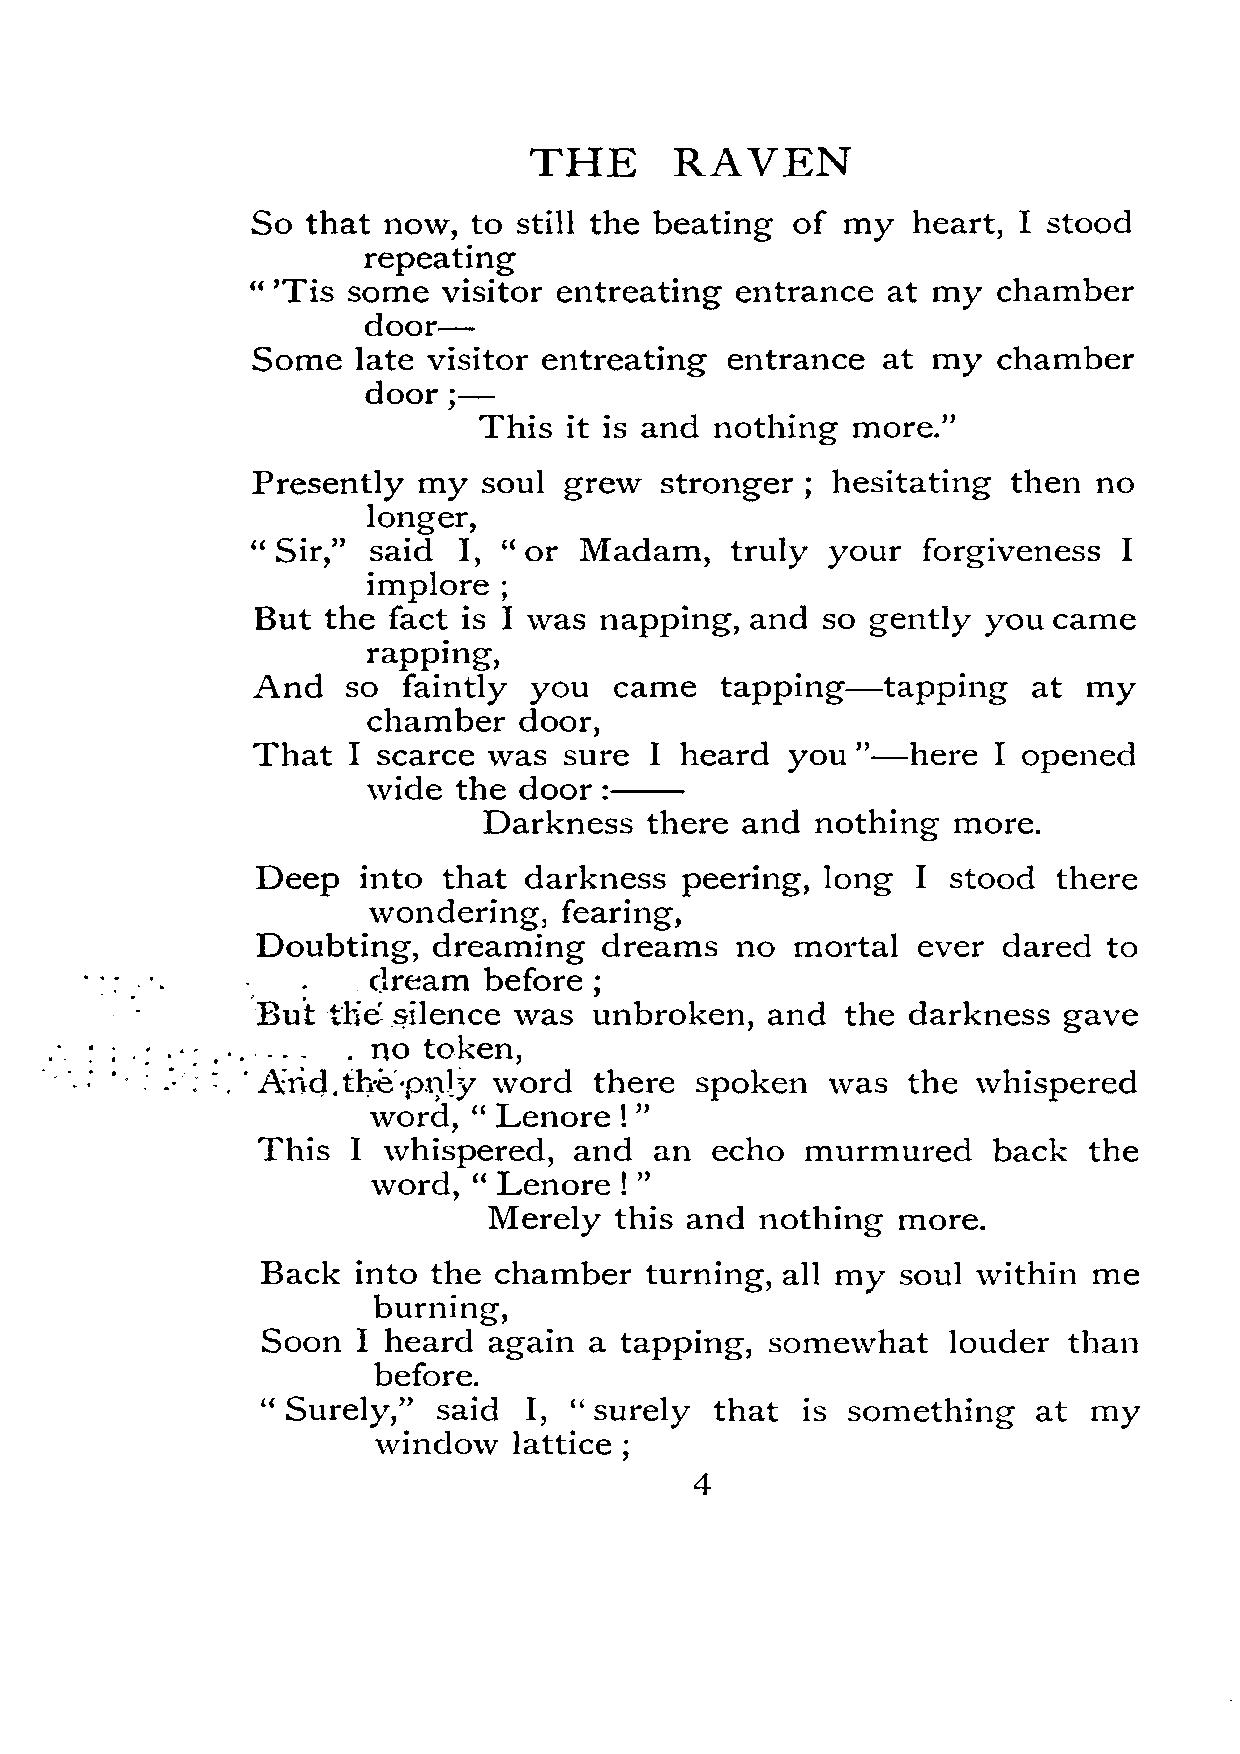 THE RAVEN
So that now, to still the beating of my heart, I stood
repeating
“ ’Tis some visitor entreating entrance at my chamber
door—
Some late visitor entreating entrance at my chamber
door ;—
This it is and nothing more.”
Presently my soul grew stronger ; hesitating then no
longer,
“ Sir,” said I, “ or Madam, truly your forgiveness I
implore ;
But the fact is I was napping, and so gently you came
rapping,
And so faintly you came tapping—tapping at my
chamber door,
That I scarce was sure I heard you ”—here I opened
wide the door :——
Darkness there and nothing more.
Deep into that darkness peering, long I stood there
wondering, fearing,
Doubting, dreaming dreams no mortal ever dared to
dream before ;
But the silence was unbroken, and the darkness gave
no token,
And the only word there spoken was the whispered
word, “ Lenore ! ”
This I whispered, and an echo murmured back the
word, “ Lenore ! ”
Merely this and nothing more.
Back into the chamber turning, all my soul within me
burning,
Soon I heard again a tapping, somewhat louder than
before.
“ Surely,” said I, “ surely that is something at my
window lattice ;
4